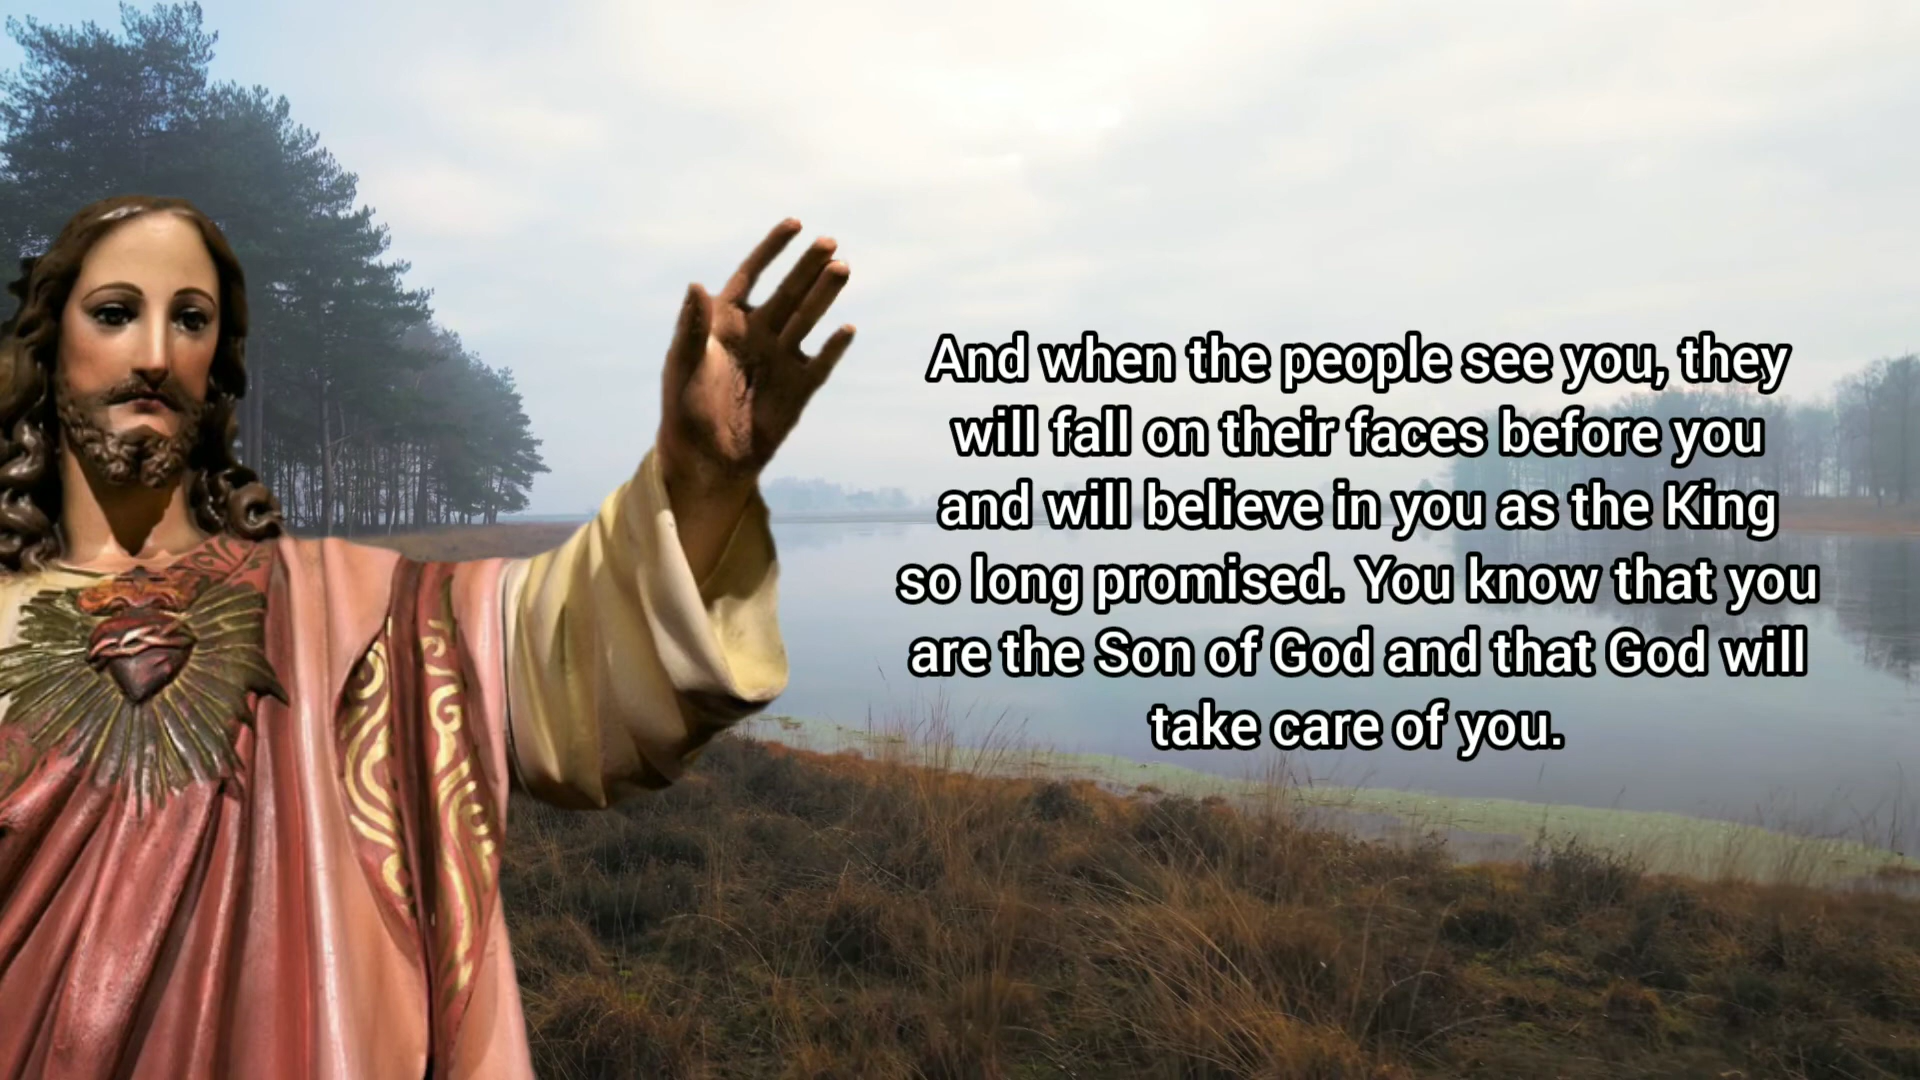 And when the people see you, they
will fall on their faces before you
and will believe in you as the King
so long promised. You know that you
are the Son of God and that God will
take care of you.